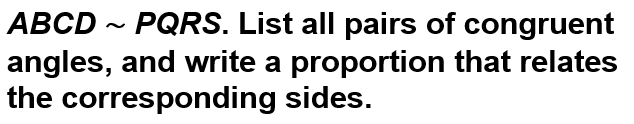 ABCD ~ PQRS. List all pairs of congruent
angles, and write a proportion that relates
the corresponding sides.